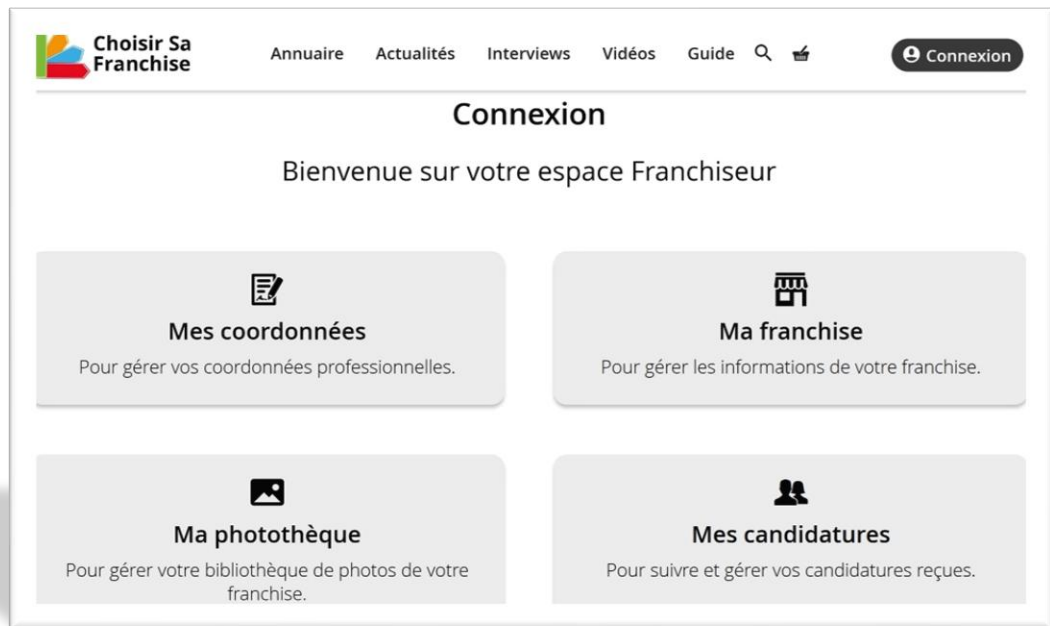 Choisir Sa
Franchise
Annuaire Actualités Interviews Vidéos Guide Connexion
Connexion
Bienvenue sur votre espace Franchiseur
Mes coordonnées
Pour gérer vos coordonnées professionnelles.
Ma franchise
Pour gérer les informations de votre franchise.
Ma photothèque
Pour gérer votre bibliothèque de photos de votre
franchise.
Mes candidatures
Pour suivre et gérer vos candidatures reçues.